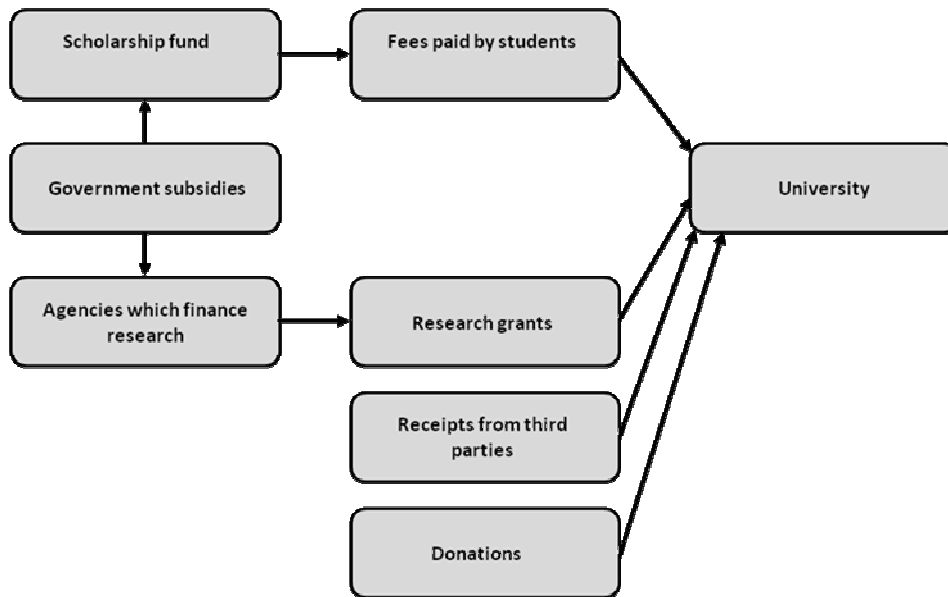 Scholarship fund
Fees paid by students
Government subsidies
University
Agencies which finance
research
Research grants
Receipts from third
parties
Donations